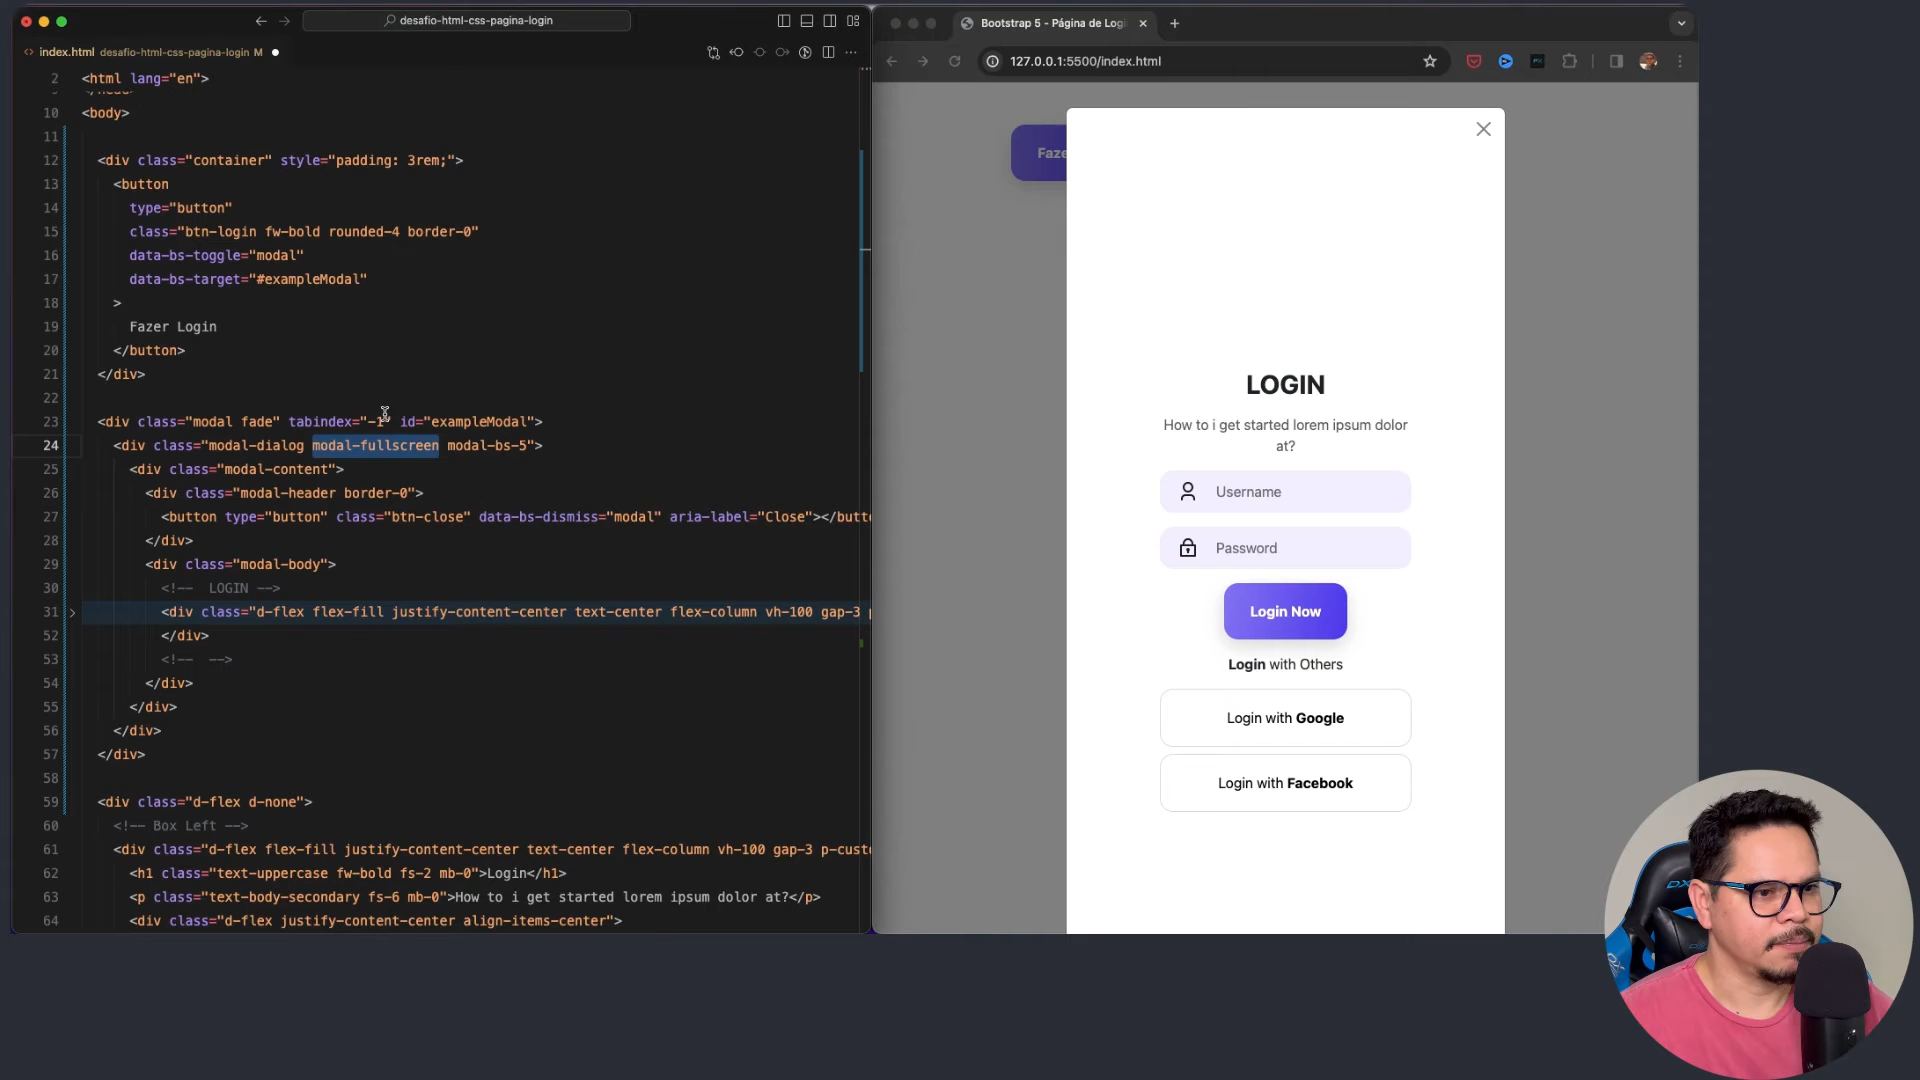 desafio-html-css-pagina-login
index.html desafio-html-css-pagina-login M
2 <html lang="en">
10 <body>
11
12 <div class="container" style="padding: 3rem;">
13 <button
14 type="button"
15 class="btn-login fw-bold rounded-4 border-0"
16 data-bs-toggle="modal"
17 data-bs-target="#exampleModal"
18 >
19 Fazer Login
20 </button>
21 </div>
22
23 <div class="modal fade" tabindex="-1" id="exampleModal">
24 <div class="modal-dialog modal-fullscreen modal-bs-5">
25 <div class="modal-content">
26 <div class="modal-header border-0">
27 <button type="button" class="btn-close" data-bs-dismiss="modal" aria-label="Close"></butt
28 </div>
29 <div class="modal-body">
30 <!-- LOGIN -->
31 <div class="d-flex flex-fill justify-content-center text-center flex-column vh-100 gap-3 p
52 </div>
53 <!-- -->
54 </div>
55 </div>
56 </div>
57 </div>
58
59 <div class="d-flex d-none">
60 <!-- Box Left -->
61 <div class="d-flex flex-fill justify-content-center text-center flex-column vh-100 gap-3 p-cust
62 <h1 class="text-uppercase fw-bold fs-2 mb-0">Login</h1>
63 <p class="text-body-secondary fs-6 mb-0">How to i get started lorem ipsum dolor at?</p>
64 <div class="d-flex justify-content-center align-items-center">
Bootstrap 5 - Página de Logi
127.0.0.1:5500/index.html
Faze
LOGIN
How to i get started lorem ipsum dolor
at?
Username
Password
Login Now
Login with Others
Login with Google
Login with Facebook